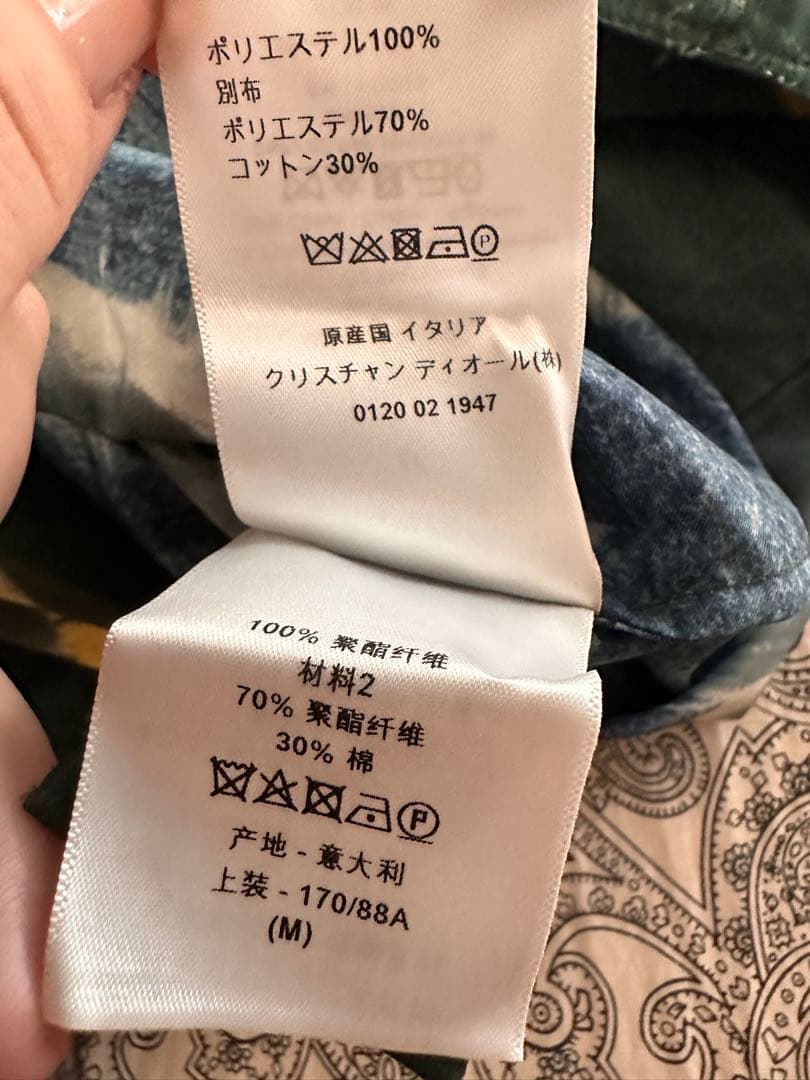 ポリエステル100%
別布
ポリエステル70%
コットン30%
P
原産国 イタリア
クリスチャン ディオール(株)
0120 02 1947
100% 聚酯纤维
材料2
70% 聚酯纤维
30% 棉
P
产地 - 意大利
上装 - 170/88A
(M)